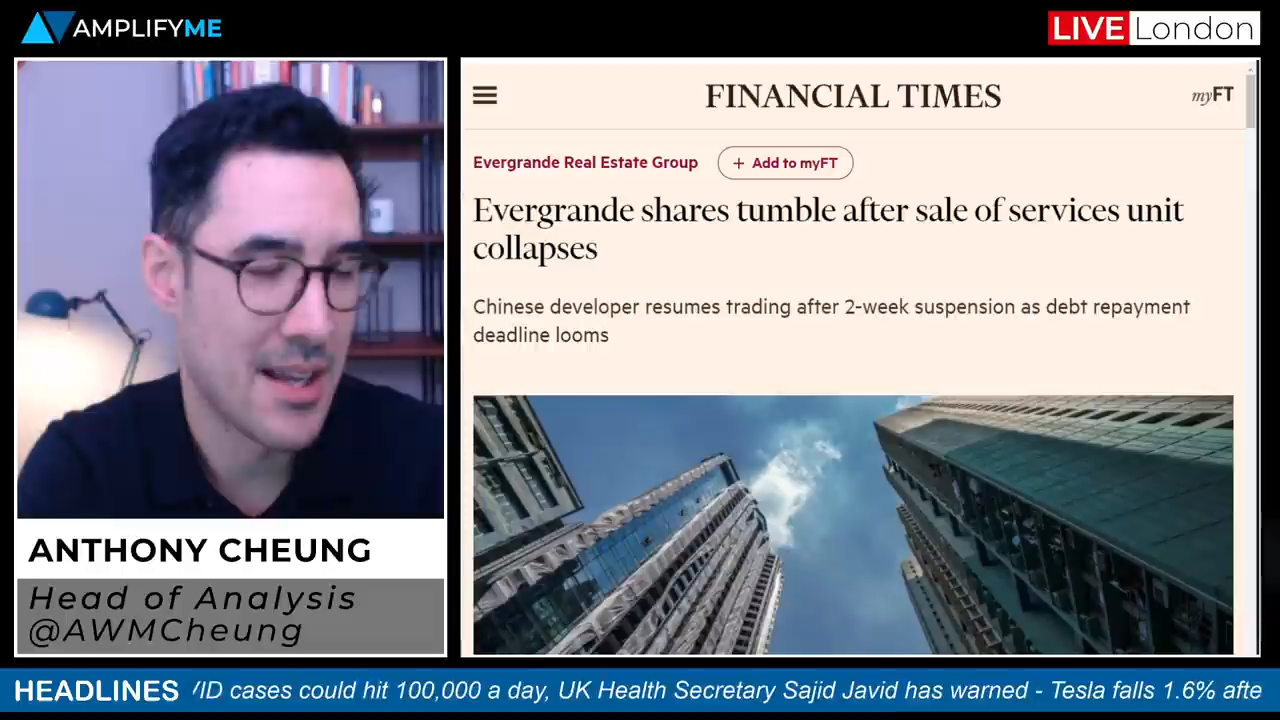 AMPLIFYME
LIVE London
FINANCIAL TIMES
myFT
Evergrande Real Estate Group
+ Add to myFT
Evergrande shares tumble after sale of services unit
collapses
Chinese developer resumes trading after 2-week suspension as debt repayment
deadline looms
ANTHONY CHEUNG
Head of Analysis
@AWMCheung
HEADLINES
cases could hit 100,000 a day, UK Health Secretary Sajid Javid has warned - Tesla falls 1.6%